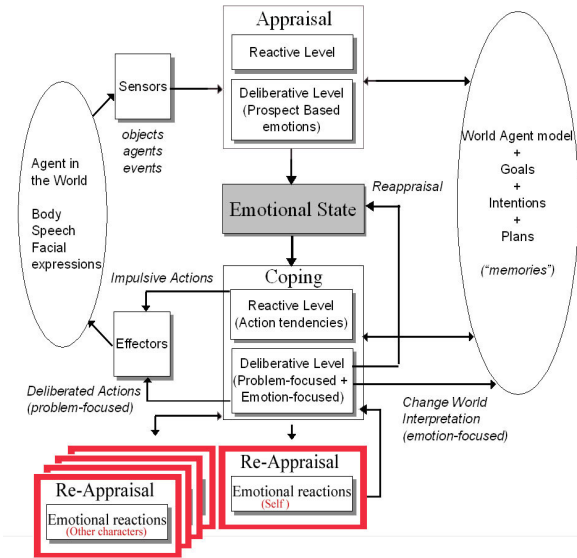 Appraisal
Reactive Level
Deliberative Level
(Prospect Based
emotions)
Sensors
objects
agents
events
Agent in
the World
Body
Speech
Facial
expressions
World Agent model
+
Goals
+
Intentions
+
Plans
(“memories”)
Reappraisal
Emotional State
Coping
Impulsive Actions
Reactive Level
(Action tendencies)
Effectors
Deliberative Level
(Problem-focused +
Emotion-focused)
Deliberated Actions
(problem-focused)
Change World
Interpretation
(emotion-focused)
Re-Appraisal
Emotional reactions
(Other characters)
Re-Appraisal
Emotional reactions
(Self )